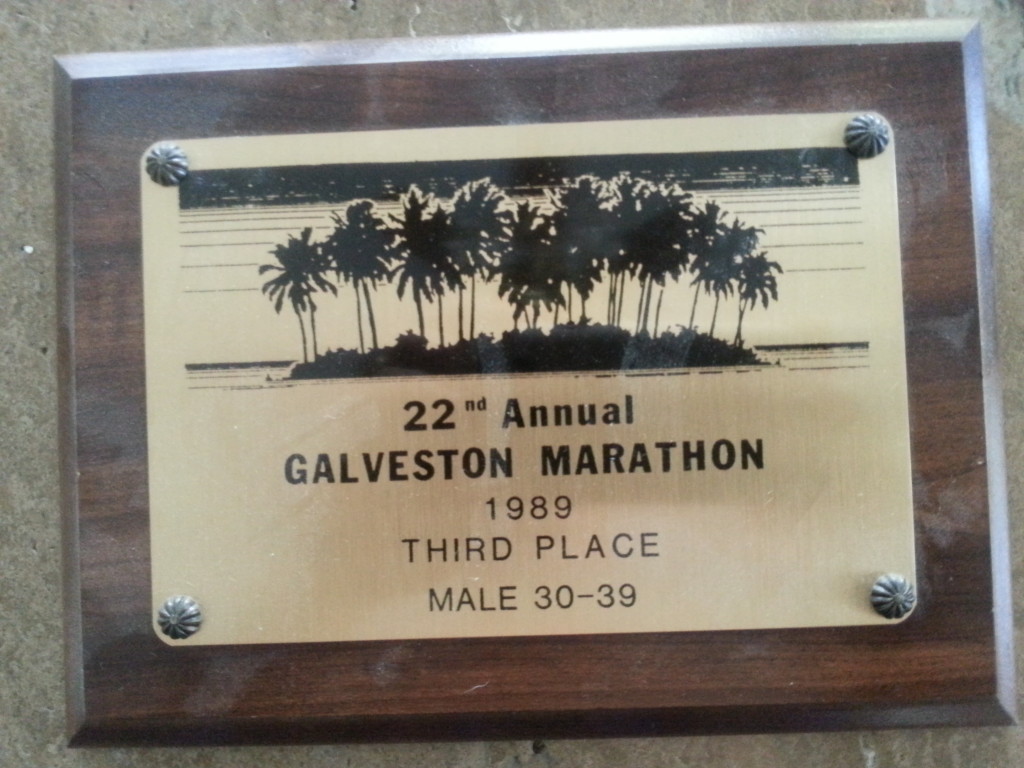 22nd Annual
GALVESTON MARATHON
1989
THIRD PLACE
MALE 30-39